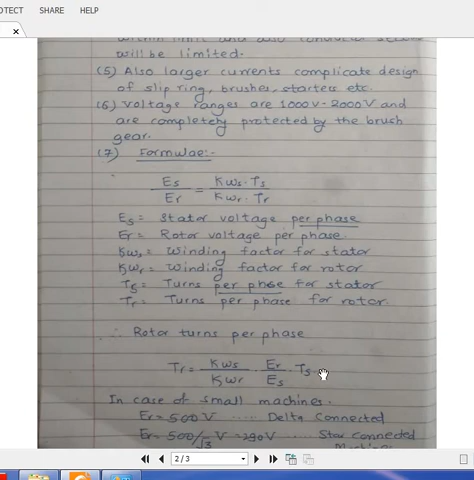 OTECT SHARE HELP
×
within limit and also conductor
will be limited.
(5) Also larger currents complicate design
of slip ring, brushes, starters etc.
(6) Voltage ranges are 1000V-2000V and
are completely protected by the brush
gear.
(7) Formulae:-
Es/Er = Kws·Ts/Kwr·Tr
Es= Stator voltage per phase
Er= Rotor voltage per phase.
Kws= Winding factor for stator
Kwr= Winding factor for rotor
Ts= Turns per phase for stator
Tr= Turns per phase for rotor.
∴ Rotor turns per phase
Tr= Kws/Kwr · Er/Es · Ts
In case of small machines.
Er=500V .... Delta Connected
Er=500/√3 V =290V ... Star connected
2 / 3